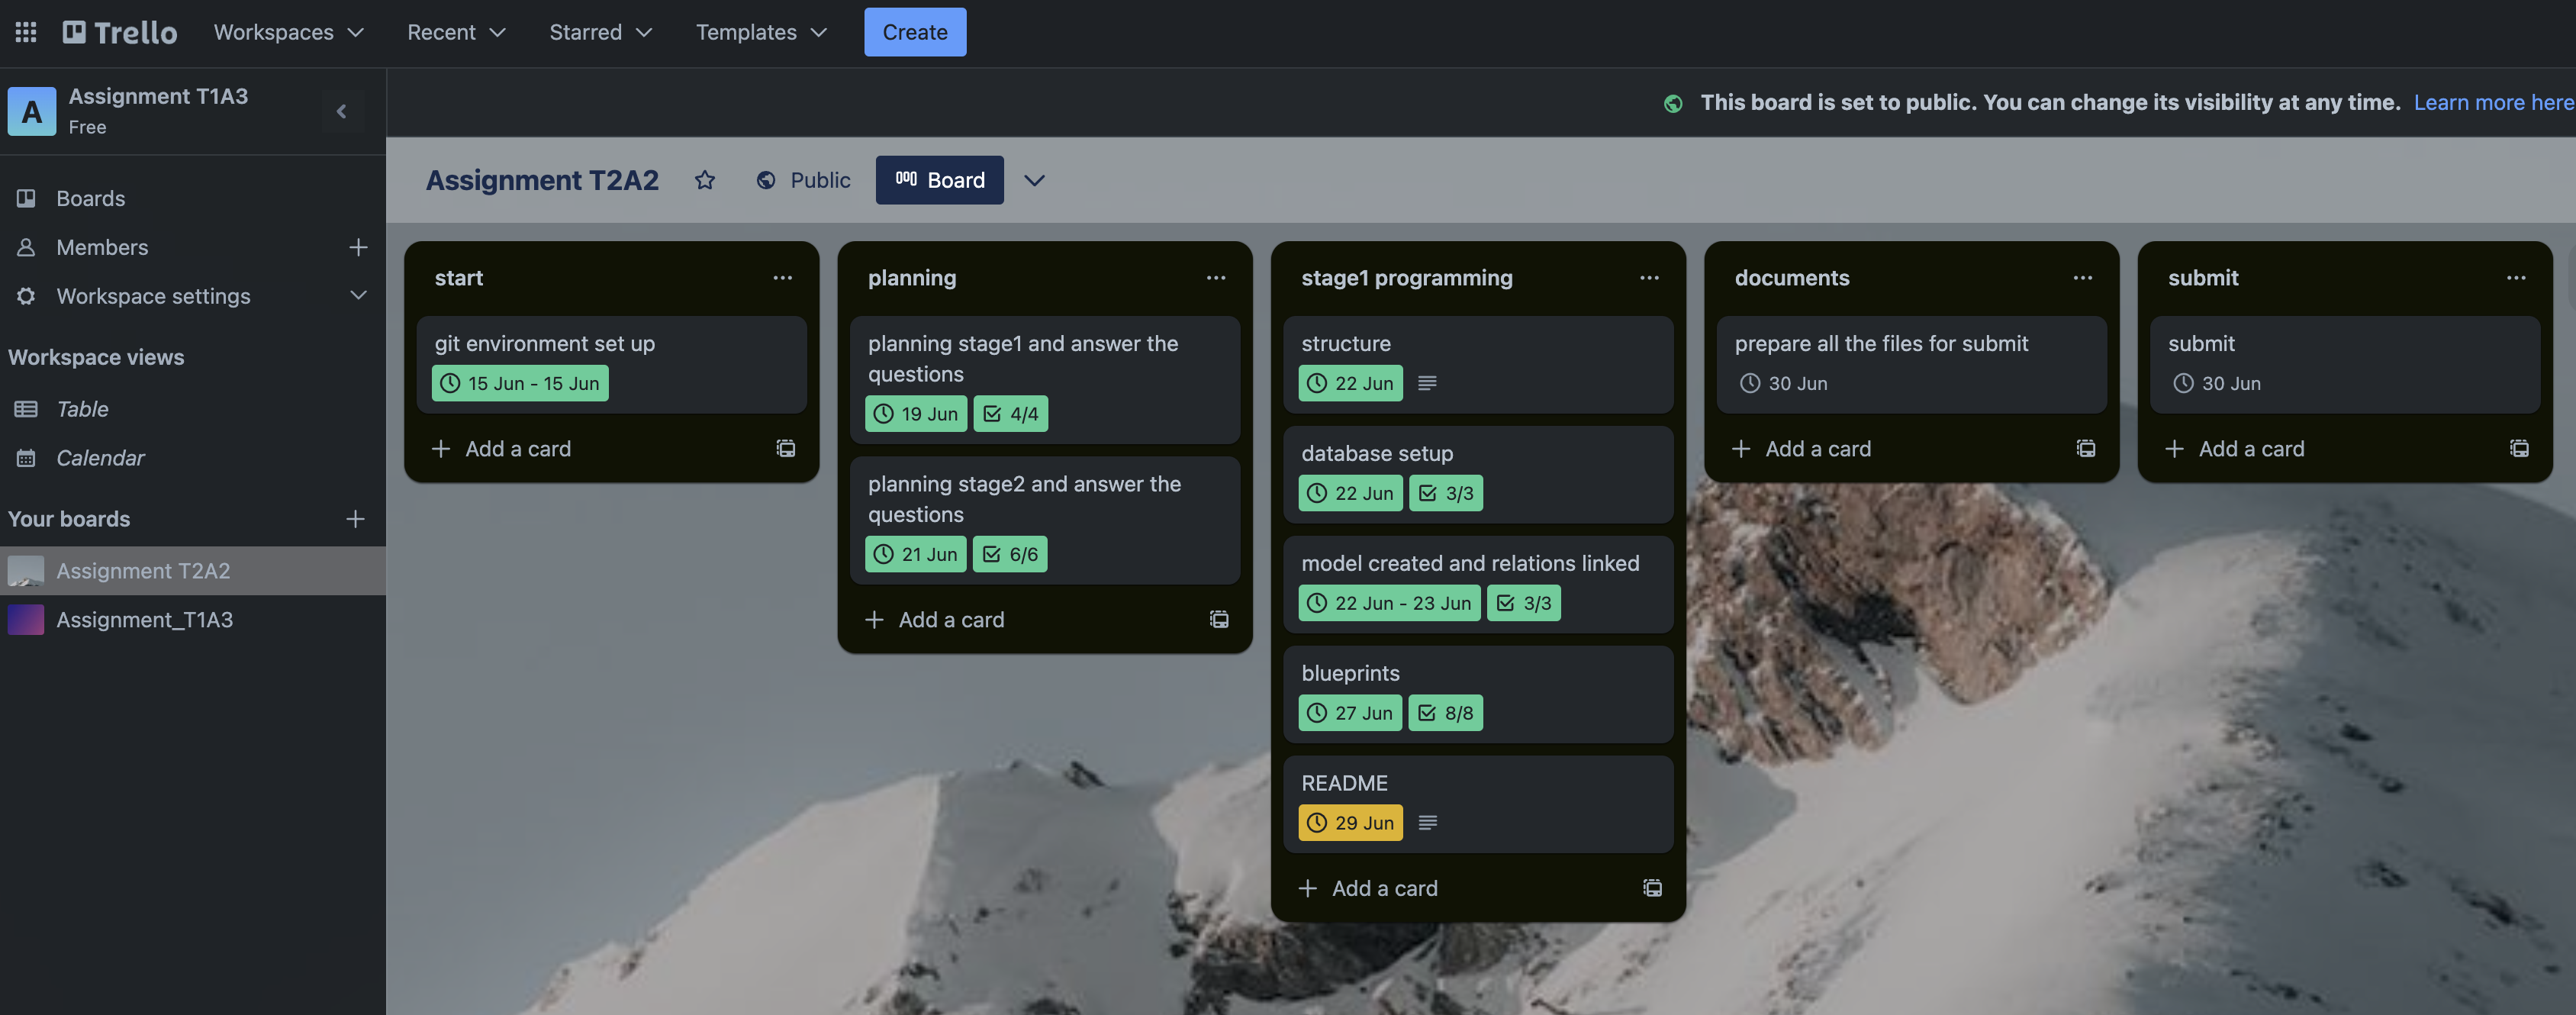 Trello
Workspaces
Recent
Starred
Templates
Create
A
Assignment T1A3
Free
This board is set to public. You can change its visibility at any time. Learn more here
Boards
Members
Workspace settings
Workspace views
Table
Calendar
Your boards
Assignment T2A2
Assignment_T1A3
Assignment T2A2
Public
Board
start
git environment set up
15 Jun - 15 Jun
Add a card
planning
planning stage1 and answer the
questions
19 Jun
4/4
planning stage2 and answer the
questions
21 Jun
6/6
Add a card
stage1 programming
structure
22 Jun
database setup
22 Jun
3/3
model created and relations linked
22 Jun - 23 Jun
3/3
blueprints
27 Jun
8/8
README
29 Jun
Add a card
documents
prepare all the files for submit
30 Jun
Add a card
submit
submit
30 Jun
Add a card